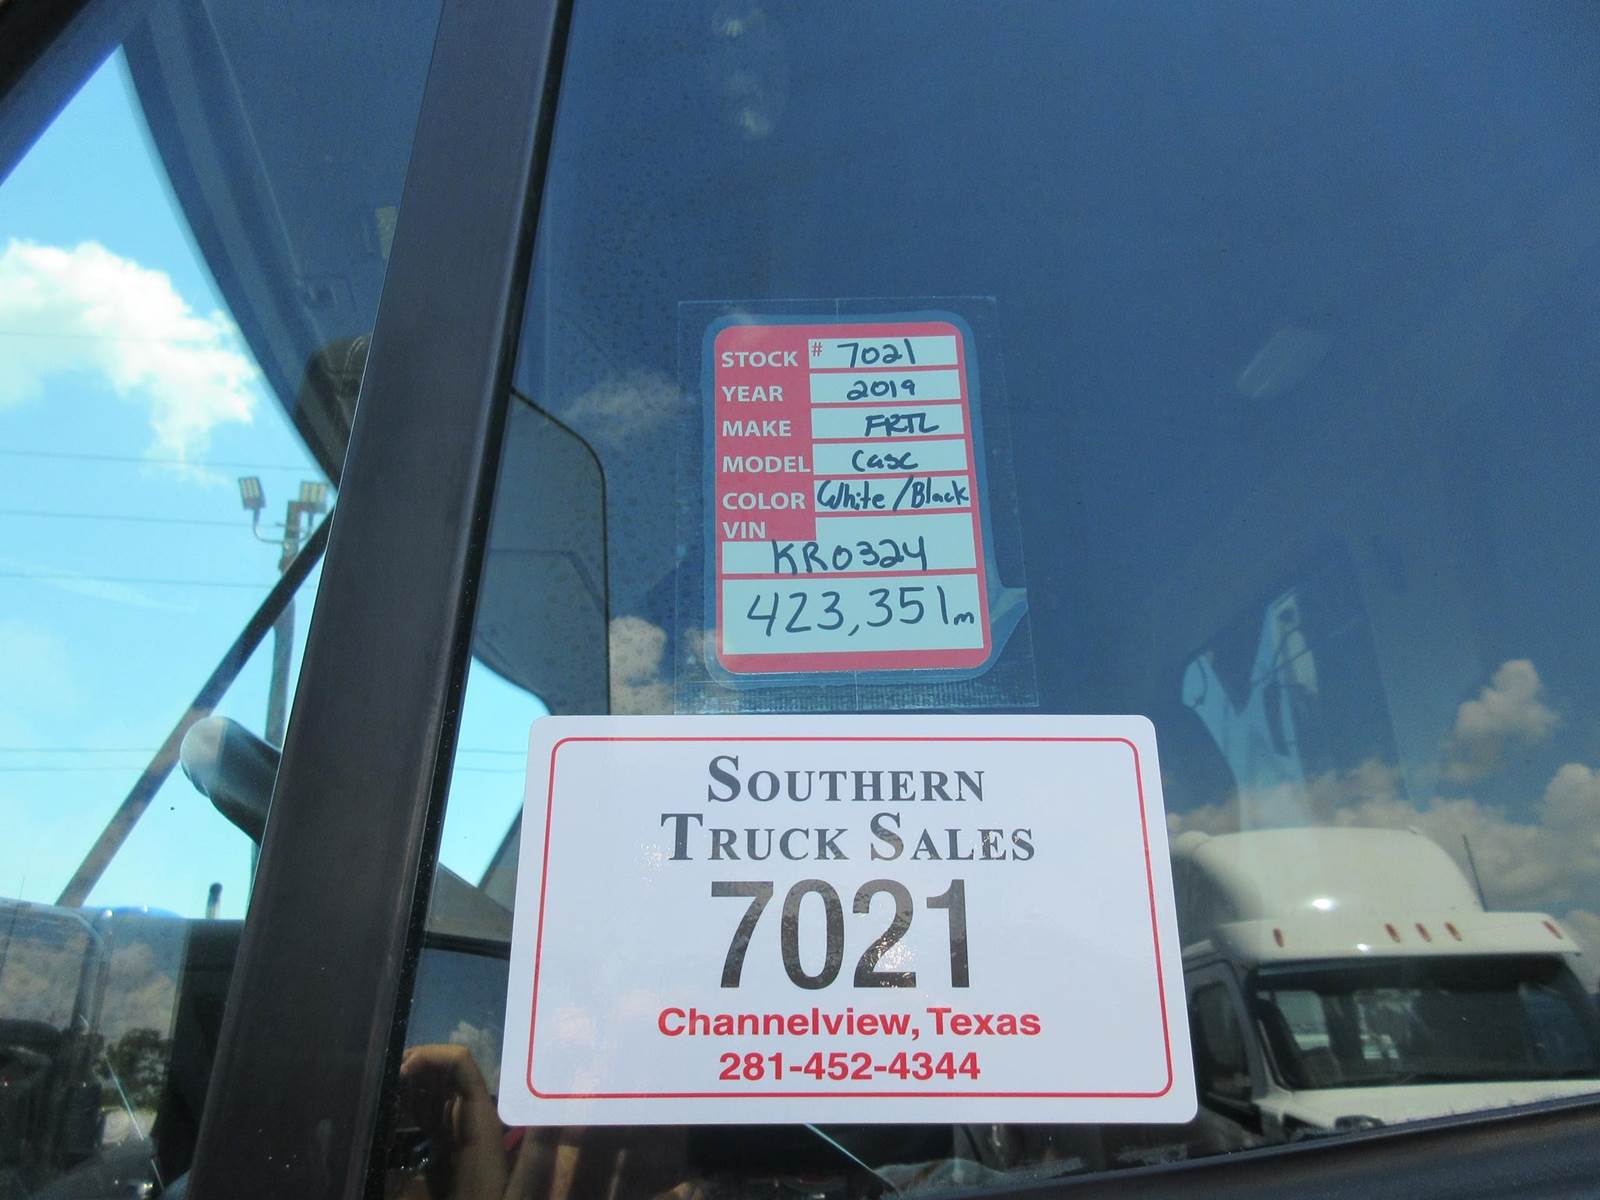 STOCK # 7021
YEAR 2019
MAKE FRTL
MODEL Casc
COLOR White/Black
VIN
KR0324
423,351m
SOUTHERN
TRUCK SALES
7021
Channelview, Texas
281-452-4344